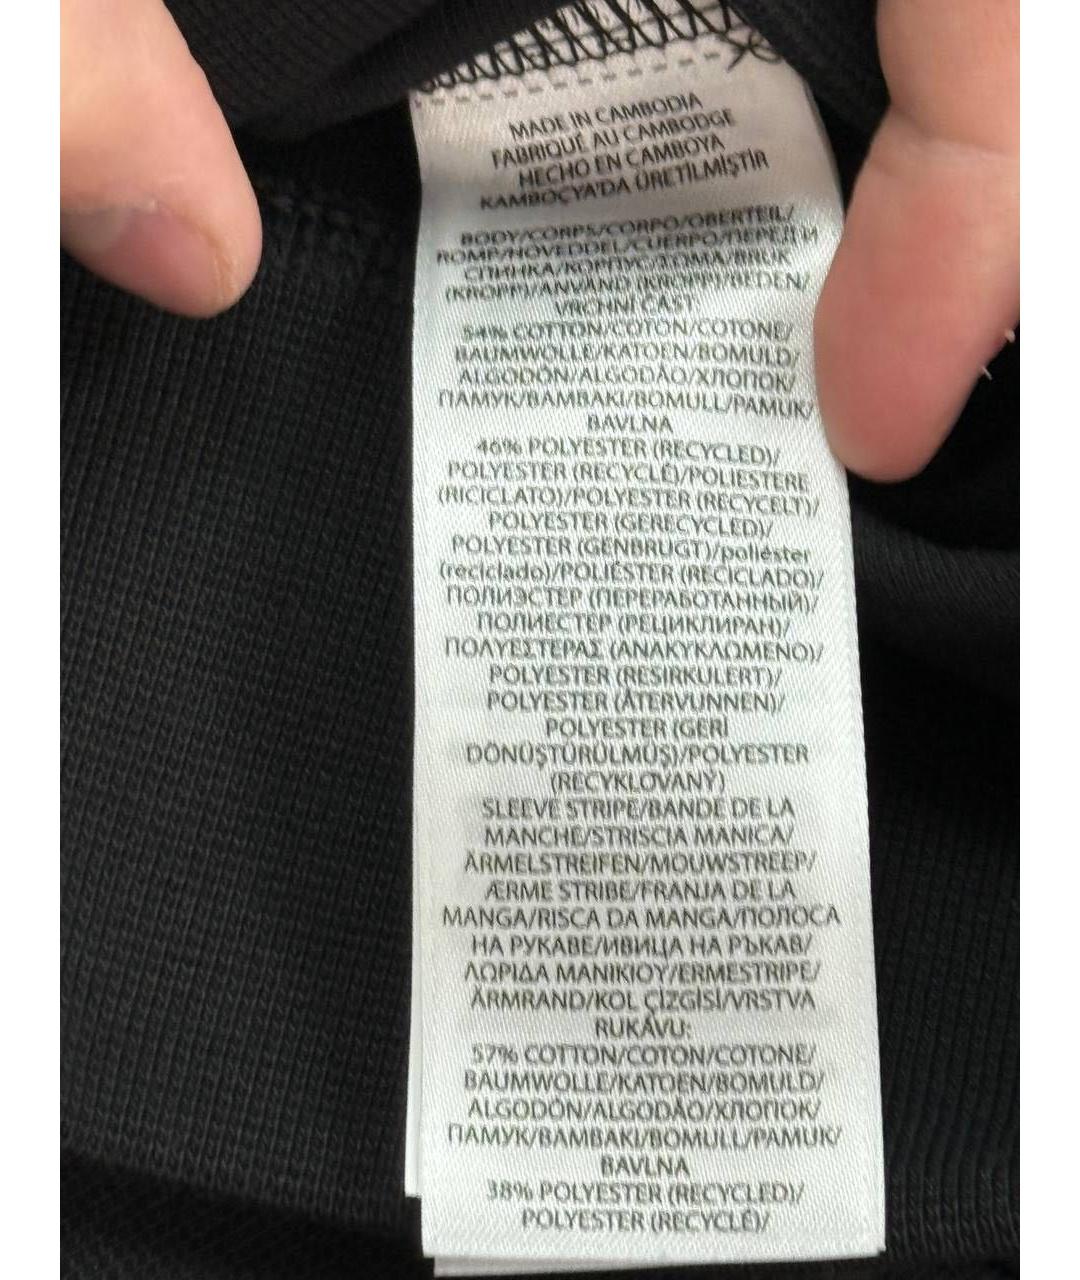 MADE IN CAMBODIA
FABRIQUÉ AU CAMBODGE
HECHO EN CAMBOYA
KAMBOÇYA'DA ÜRETİLMİŞTİR
BODY/CORPS/CORPO/OBERTEIL/
ROMP/HOVEDDEL/CUERPO/ПЕРЕД И
СПИНКА/КОРПУС/ΣΩΜΑ/BRUK
(KROPP)/ANVÄND (KROPP)/BEDEN/
VRCHNÍ ČÁST
54% COTTON/COTON/COTONE/
BAUMWOLLE/KATOEN/BOMULD/
ALGODÓN/ALGODÃO/ХЛОПОК/
ПАМУК/ΒΑΜΒΑΚΙ/BOMULL/PAMUK/
BAVLNA
46% POLYESTER (RECYCLED)/
POLYESTER (RECYCLÉ)/POLIESTERE
(RICICLATO)/POLYESTER (RECYCELT)/
POLYESTER (GERECYCLED)/
POLYESTER (GENBRUGT)/poliéster
(reciclado)/POLIÉSTER (RECICLADO)/
ПОЛИЭСТЕР (ПЕРЕРАБОТАННЫЙ)/
ПОЛИЕСТЕР (РЕЦИКЛИРАН)/
ΠΟΛΥΕΣΤΕΡΑΣ (ΑΝΑΚΥΚΛΩΜΕΝΟ)/
POLYESTER (RESIRKULERT)/
POLYESTER (ÅTERVUNNEN)/
POLYESTER (GERİ
DÖNÜŞTÜRÜLMÜŞ)/POLYESTER
(RECYKLOVANÝ)
SLEEVE STRIPE/BANDE DE LA
MANCHE/STRISCIA MANICA/
ÄRMELSTREIFEN/MOUWSTREEP/
ÆRME STRIBE/FRANJA DE LA
MANGA/RISCA DA MANGA/ПОЛОСА
НА РУКАВЕ/ИВИЦА НА РЪКАВ/
ΛΩΡΙΔΑ ΜΑΝΙΚΙΟΥ/ERMESTRIPE/
ÄRMRAND/KOL ÇİZGİSİ/VRSTVA
RUKÁVU:
57% COTTON/COTON/COTONE/
BAUMWOLLE/KATOEN/BOMULD/
ALGODÓN/ALGODÃO/ХЛОПОК/
ПАМУК/ΒΑΜΒΑΚΙ/BOMULL/PAMUK/
BAVLNA
38% POLYESTER (RECYCLED)/
POLYESTER (RECYCLÉ)/